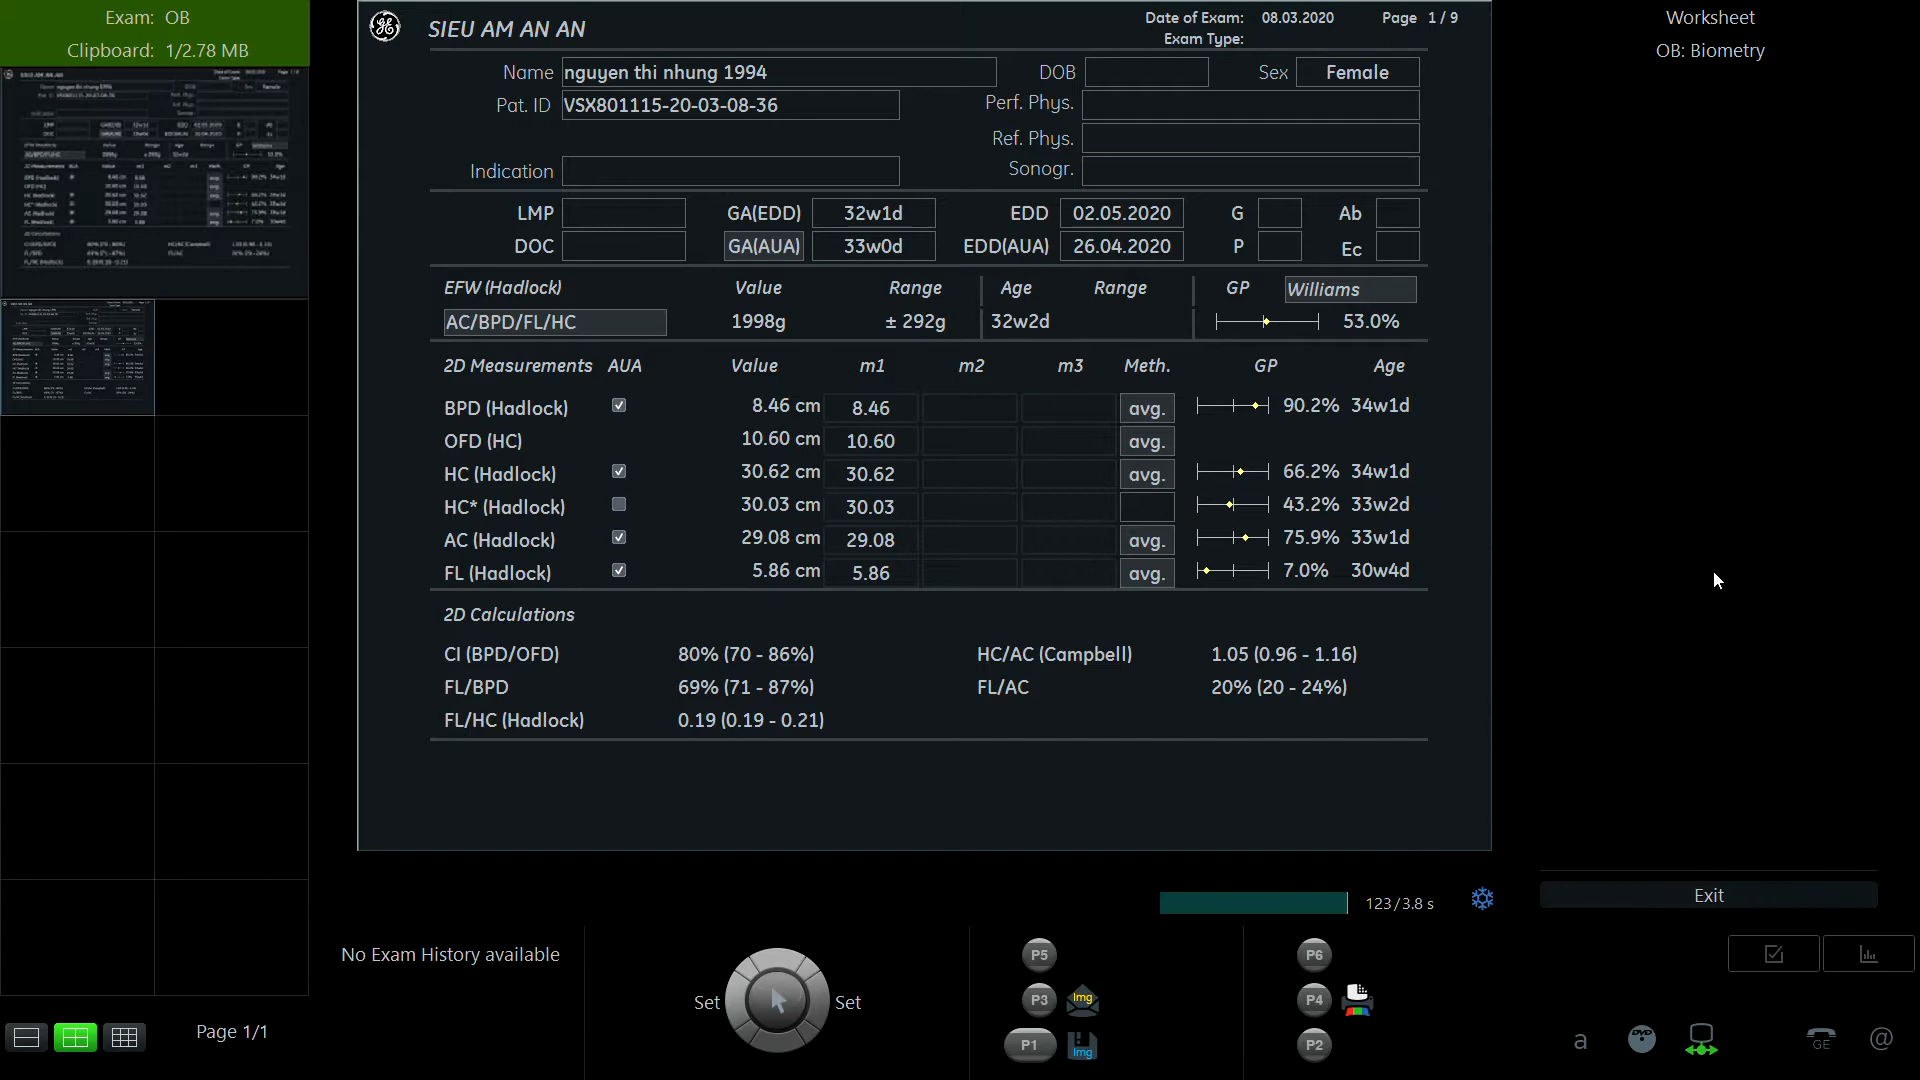 Exam: OB
Clipboard: 1/2.78 MB
SIEU AM AN AN
Date of Exam: 08.03.2020 Page 1 / 9
Exam Type:
Name nguyen thi nhung 1994 DOB Sex Female
Pat. ID VSX801115-20-03-08-36 Perf. Phys.
Ref. Phys.
Indication Sonogr.
LMP GA(EDD) 32w1d EDD 02.05.2020 G Ab
DOC GA(AUA) 33w0d EDD(AUA) 26.04.2020 P Ec
EFW (Hadlock) Value Range Age Range GP Williams
AC/BPD/FL/HC 1998g ± 292g 32w2d 53.0%
2D Measurements AUA Value m1 m2 m3 Meth. GP Age
BPD (Hadlock) 8.46 cm 8.46 avg. 90.2% 34w1d
OFD (HC) 10.60 cm 10.60 avg.
HC (Hadlock) 30.62 cm 30.62 avg. 66.2% 34w1d
HC* (Hadlock) 30.03 cm 30.03 43.2% 33w2d
AC (Hadlock) 29.08 cm 29.08 avg. 75.9% 33w1d
FL (Hadlock) 5.86 cm 5.86 avg. 7.0% 30w4d
2D Calculations
CI (BPD/OFD) 80% (70 - 86%) HC/AC (Campbell) 1.05 (0.96 - 1.16)
FL/BPD 69% (71 - 87%) FL/AC 20% (20 - 24%)
FL/HC (Hadlock) 0.19 (0.19 - 0.21)
Worksheet
OB: Biometry
123/3.8 s
Exit
No Exam History available
Set Set
P5
P3 Img
P1 Img
P6
P4
P2
Page 1/1
a DVD GE @